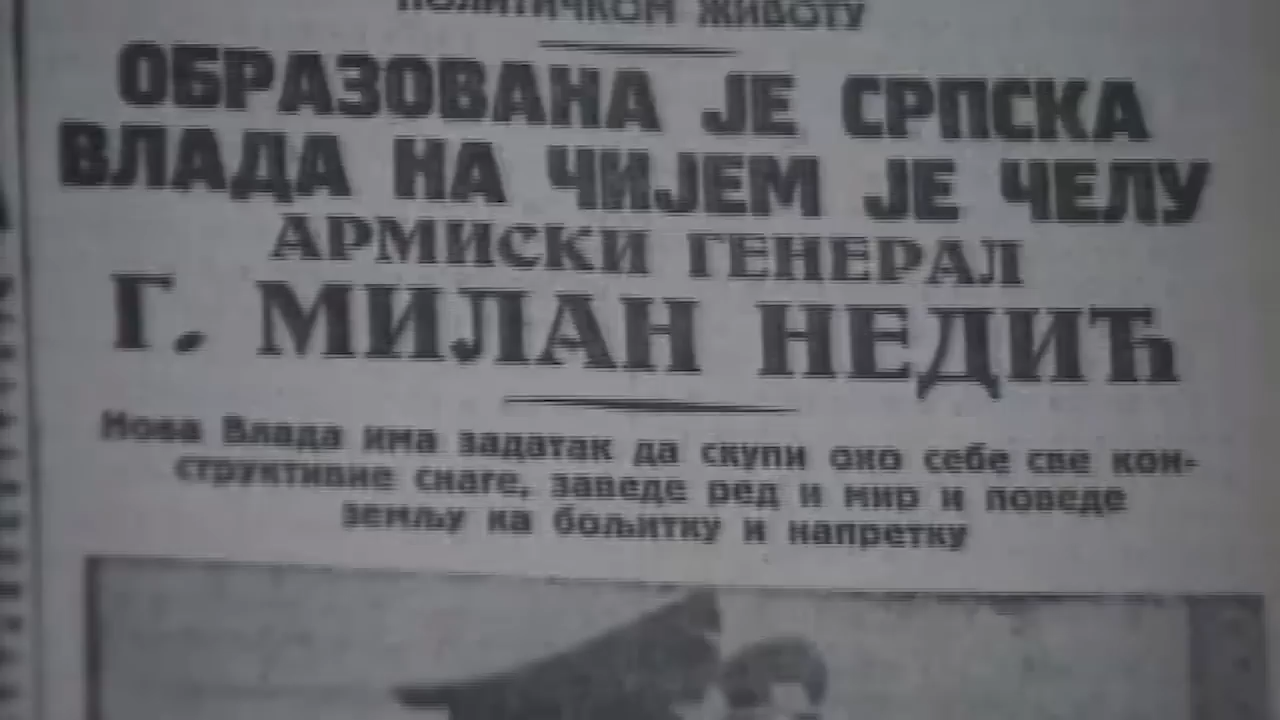 ПОЛИТИЧКОМ ЖИВОТУ
ОБРАЗОВАНА ЈЕ СРПСКА
ВЛАДА НА ЧИЈЕМ ЈЕ ЧЕЛУ
АРМИСКИ ГЕНЕРАЛ
Г. МИЛАН НЕДИЋ
Нова Влада има задатак да скупи око себе све кон-
структивне снаге, заведе ред и мир и поведе
земљу ка бољитку и напретку